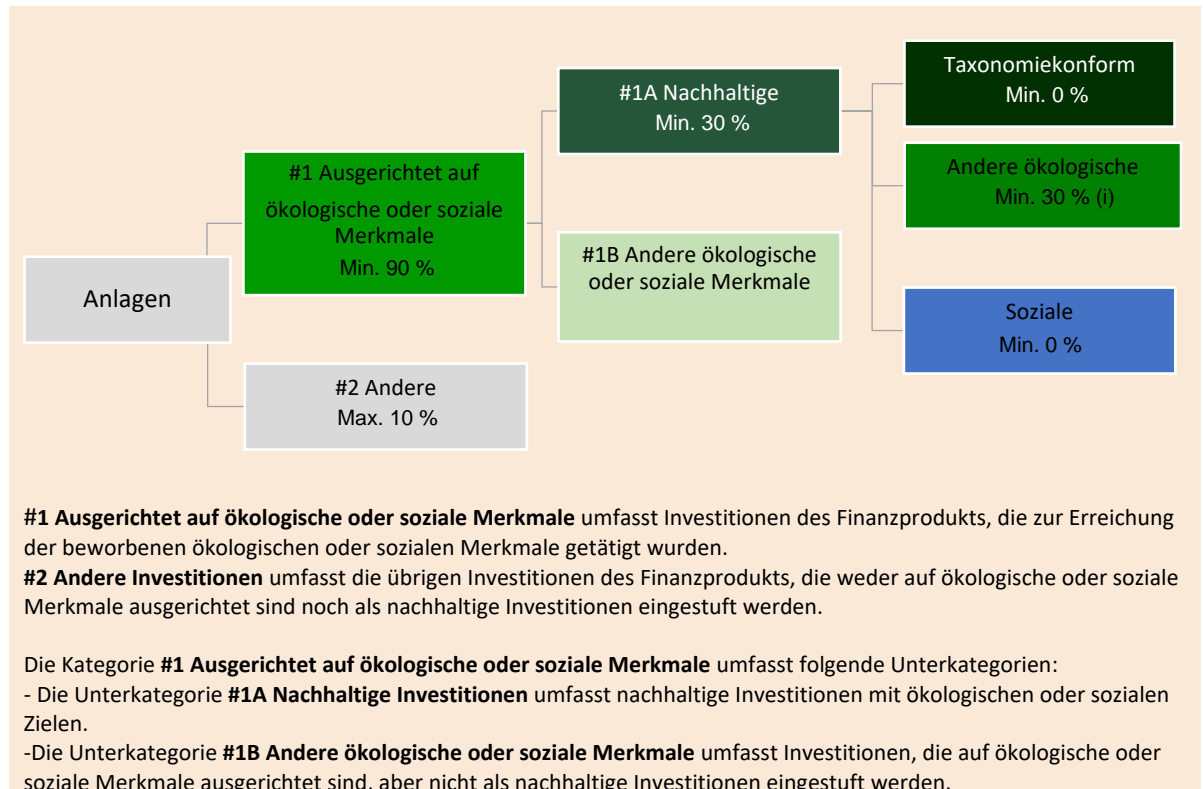 Anlagen
#1 Ausgerichtet auf
ökologische oder soziale
Merkmale
Min. 90 %
#2 Andere
Max. 10 %
#1A Nachhaltige
Min. 30 %
#1B Andere ökologische
oder soziale Merkmale
Taxonomiekonform
Min. 0 %
Andere ökologische
Min. 30 % (i)
Soziale
Min. 0 %
#1 Ausgerichtet auf ökologische oder soziale Merkmale umfasst Investitionen des Finanzprodukts, die zur Erreichung
der beworbenen ökologischen oder sozialen Merkmale getätigt wurden.
#2 Andere Investitionen umfasst die übrigen Investitionen des Finanzprodukts, die weder auf ökologische oder soziale
Merkmale ausgerichtet sind noch als nachhaltige Investitionen eingestuft werden.
Die Kategorie #1 Ausgerichtet auf ökologische oder soziale Merkmale umfasst folgende Unterkategorien:
- Die Unterkategorie #1A Nachhaltige Investitionen umfasst nachhaltige Investitionen mit ökologischen oder sozialen
Zielen.
-Die Unterkategorie #1B Andere ökologische oder soziale Merkmale umfasst Investitionen, die auf ökologische oder
soziale Merkmale ausgerichtet sind, aber nicht als nachhaltige Investitionen eingestuft werden.